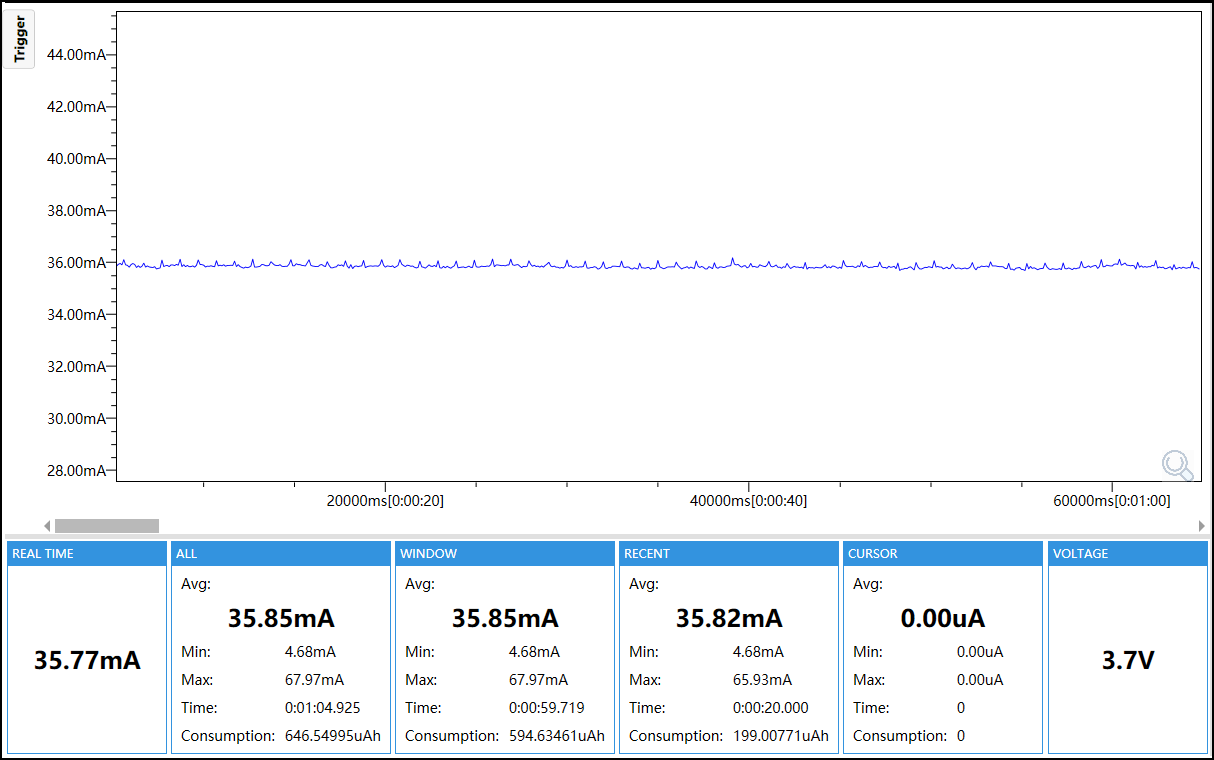 Trigger
44.00mA
42.00mA
40.00mA
38.00mA
36.00mA
34.00mA
32.00mA
30.00mA
28.00mA
20000ms[0:00:20] 40000ms[0:00:40] 60000ms[0:01:00]
REAL TIME
35.77mA
ALL
Avg:
35.85mA
Min: 4.68mA
Max: 67.97mA
Time: 0:01:04.925
Consumption: 646.54995uAh
WINDOW
Avg:
35.85mA
Min: 4.68mA
Max: 67.97mA
Time: 0:00:59.719
Consumption: 594.63461uAh
RECENT
Avg:
35.82mA
Min: 4.68mA
Max: 65.93mA
Time: 0:00:20.000
Consumption: 199.00771uAh
CURSOR
Avg:
0.00uA
Min: 0.00uA
Max: 0.00uA
Time: 0
Consumption: 0
VOLTAGE
3.7V